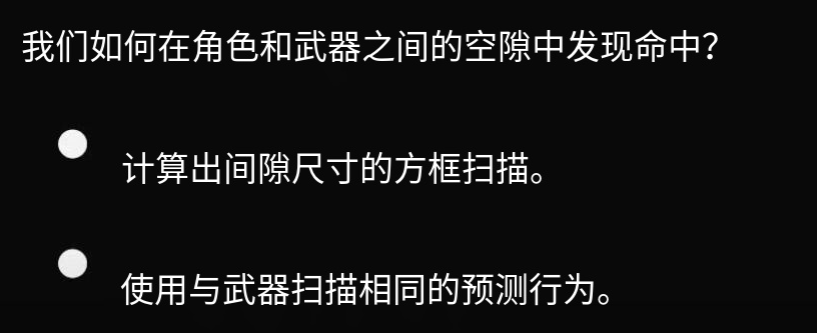 我们如何在角色和武器之间的空隙中发现命中?
计算出间隙尺寸的方框扫描。
使用与武器扫描相同的预测行为。